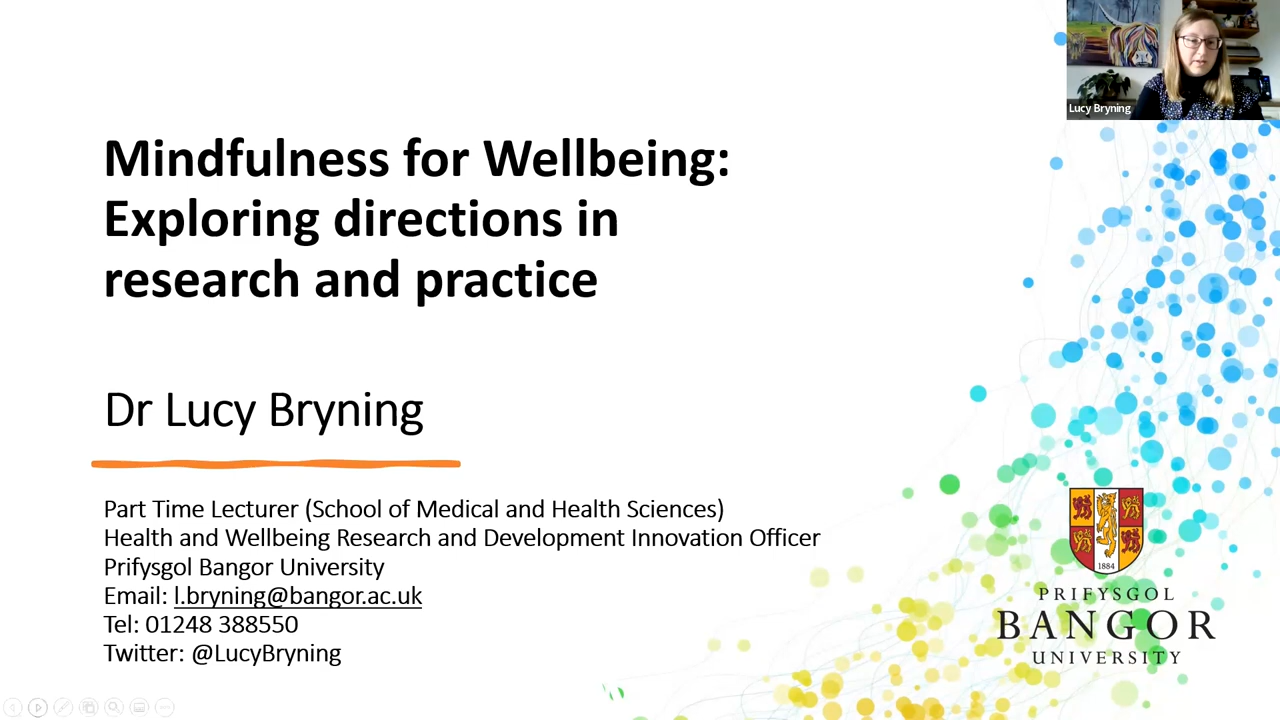 Lucy Bryning
Mindfulness for Wellbeing:
Exploring directions in
research and practice
Dr Lucy Bryning
Part Time Lecturer (School of Medical and Health Sciences)
Health and Wellbeing Research and Development Innovation Officer
Prifysgol Bangor University
Email: l.bryning@bangor.ac.uk
Tel: 01248 388550
Twitter: @LucyBryning
1884
PRIFYSGOL
BANGOR
UNIVERSITY